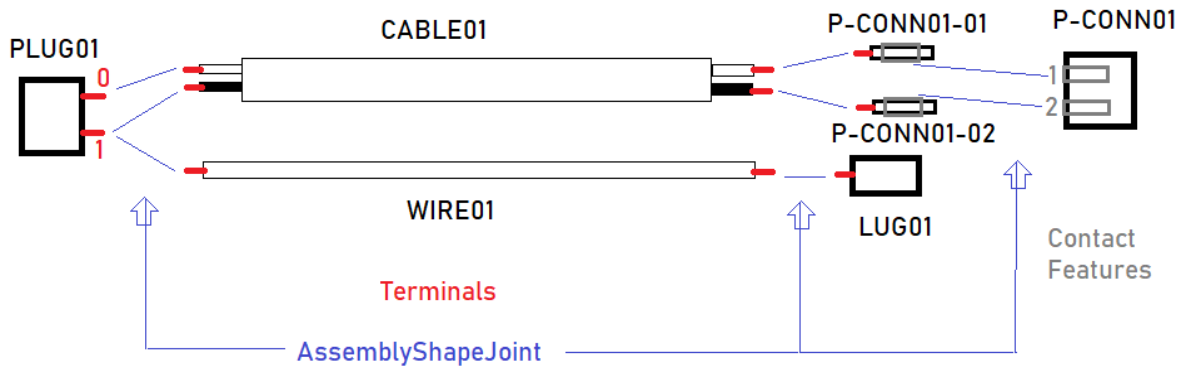 P-CONN01-01
P-CONN01
CABLE01
PLUG01
0
1
1
2
P-CONN01-02
WIRE01
LUG01
Contact
Features
Terminals
AssemblyShapeJoint